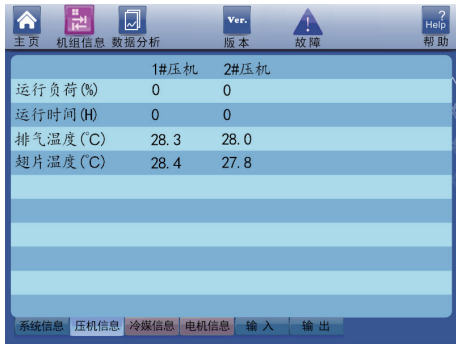 Ver.
Help
主页 机组信息 数据分析 版本 故障 帮助
1#压机 2#压机
运行负荷(%) 0 0
运行时间(H) 0 0
排气温度(℃) 28.3 28.0
翅片温度(℃) 28.4 27.8
系统信息 压机信息 冷媒信息 电机信息 输入 输出